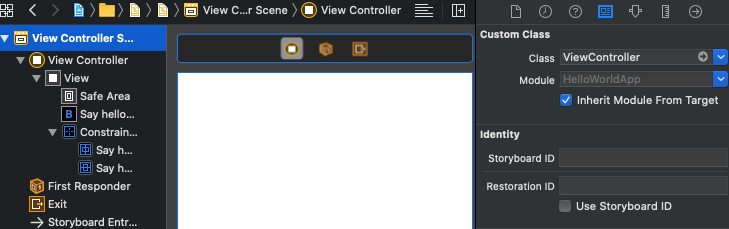 View C...r Scene
View Controller
View Controller S...
View Controller
View
Safe Area
B Say hello...
Constrain...
Say h...
Say h...
First Responder
Exit
Storyboard Entr...
Custom Class
Class ViewController
Module HelloWorldApp
Inherit Module From Target
Identity
Storyboard ID
Restoration ID
Use Storyboard ID